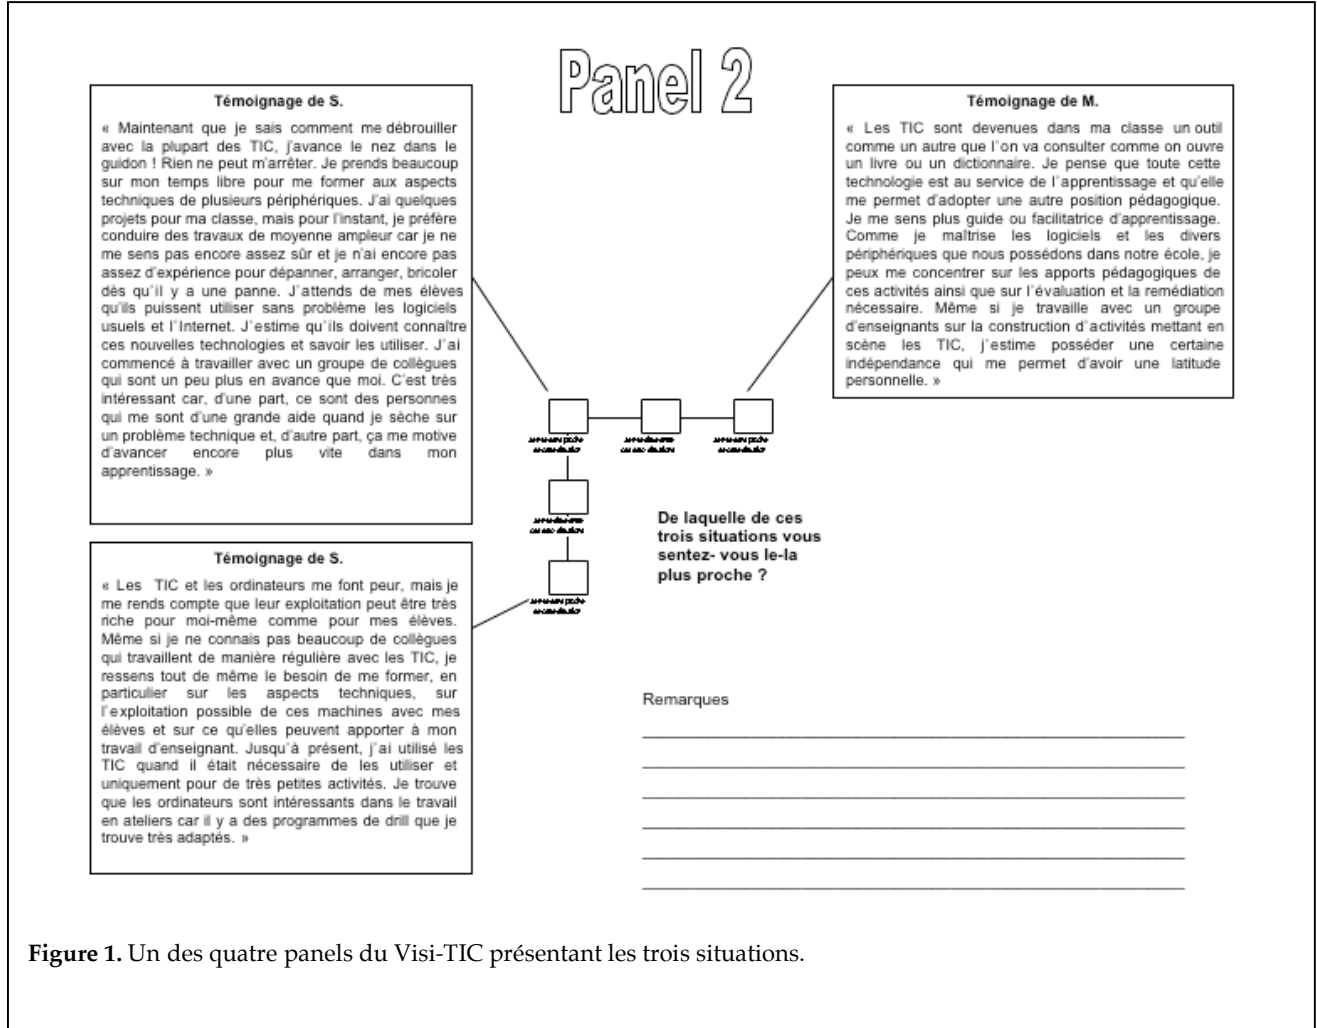 Panel 2
Témoignage de S.
« Maintenant que je sais comment me débrouiller
avec la plupart des TIC, j'avance le nez dans le
guidon ! Rien ne peut m'arrêter. Je prends beaucoup
sur mon temps libre pour me former aux aspects
techniques de plusieurs périphériques. J'ai quelques
projets pour ma classe, mais pour l'instant, je préfère
conduire des travaux de moyenne ampleur car je ne
me sens pas encore assez sûr et je n'ai encore pas
assez d'expérience pour dépanner, arranger, bricoler
dès qu'il y a une panne. J'attends de mes élèves
qu'ils puissent utiliser sans problème les logiciels
usuels et l'Internet. J'estime qu'ils doivent connaître
ces nouvelles technologies et savoir les utiliser. J'ai
commencé à travailler avec un groupe de collègues
qui sont un peu plus en avance que moi. C'est très
intéressant car, d'une part, ce sont des personnes
qui me sont d'une grande aide quand je sèche sur
un problème technique et, d'autre part, ça me motive
d'avancer encore plus vite dans mon
apprentissage. »
Témoignage de M.
« Les TIC sont devenues dans ma classe un outil
comme un autre que l'on va consulter comme on ouvre
un livre ou un dictionnaire. Je pense que toute cette
technologie est au service de l'apprentissage et qu'elle
me permet d'adopter une autre position pédagogique.
Je me sens plus guide ou facilitatrice d'apprentissage.
Comme je maîtrise les logiciels et les divers
périphériques que nous possédons dans notre école, je
peux me concentrer sur les apports pédagogiques de
ces activités ainsi que sur l'évaluation et la remédiation
nécessaire. Même si je travaille avec un groupe
d'enseignants sur la construction d'activités mettant en
scène les TIC, j'estime posséder une certaine
indépendance qui me permet d'avoir une latitude
personnelle. »
Témoignage de S.
« Les TIC et les ordinateurs me font peur, mais je
me rends compte que leur exploitation peut être très
riche pour moi-même comme pour mes élèves.
Même si je ne connais pas beaucoup de collègues
qui travaillent de manière régulière avec les TIC, je
ressens tout de même le besoin de me former, en
particulier sur les aspects techniques, sur
l'exploitation possible de ces machines avec mes
élèves et sur ce qu'elles peuvent apporter à mon
travail d'enseignant. Jusqu'à présent, j'ai utilisé les
TIC quand il était nécessaire de les utiliser et
uniquement pour de très petites activités. Je trouve
que les ordinateurs sont intéressants dans le travail
en ateliers car il y a des programmes de drill que je
trouve très adaptés. »
De laquelle de ces
trois situations vous
sentez- vous le-la
plus proche ?
Remarques
Figure 1. Un des quatre panels du Visi-TIC présentant les trois situations.